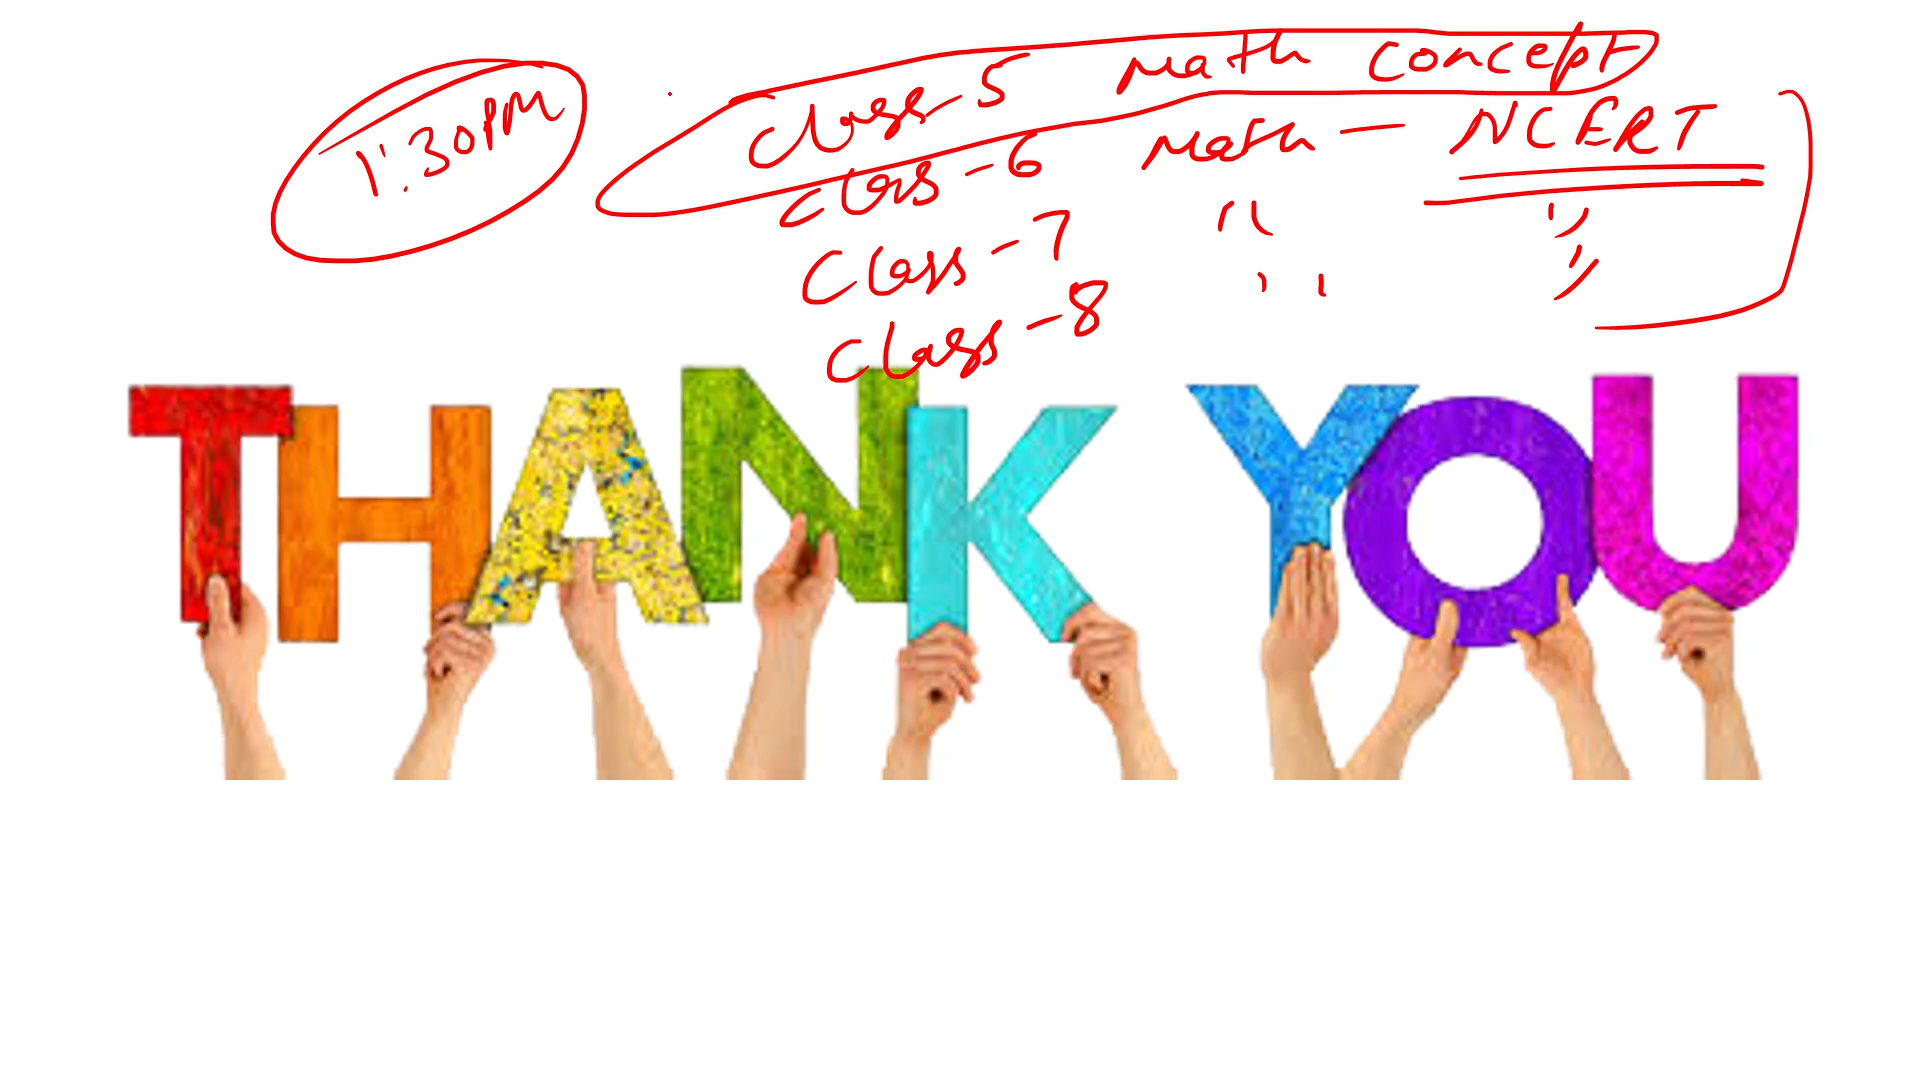 1:30PM
Class-5 Math Concept
Class-6 Math — NCERT
Class-7 " "
Class-8 " "
THANK YOU